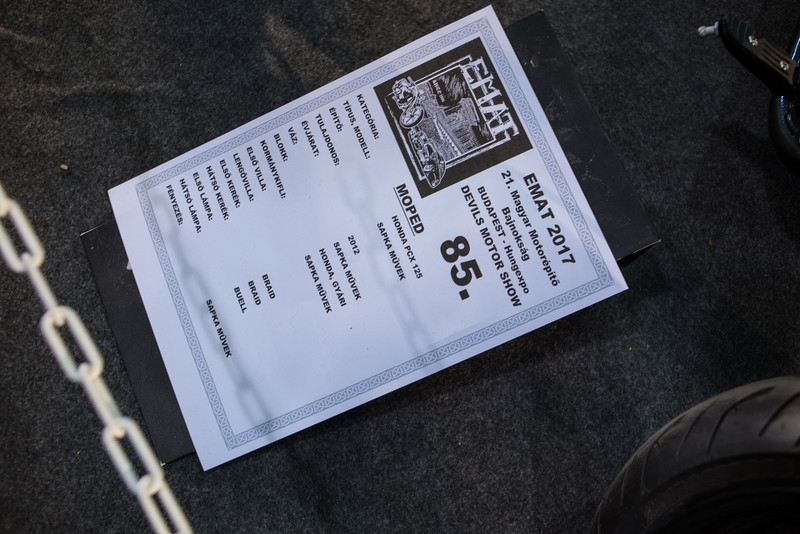 EMAT
EMAT 2017
21. Magyar Motorépítő
Bajnokság
BUDAPEST - Hungexpo
DEVILS MOTOR SHOW
85.
KATEGÓRIA: MOPED
TÍPUS, MODELL: HONDA PCX 125
ÉPÍTŐ: SAPKA MŰVEK
TULAJDONOS:
ÉVJÁRAT: 2012
VÁZ: SAPKA MŰVEK
BLOKK: HONDA, GYÁRI
KORMÁNYKIFLI: SAPKA MŰVEK
ELSŐ VILLA:
LENGŐVILLA:
ELSŐ KERÉK: BRAID
HÁTSÓ KERÉK: BRAID
ELSŐ LÁMPA: BUELL
HÁTSÓ LÁMPA:
FÉNYEZÉS: SAPKA MŰVEK